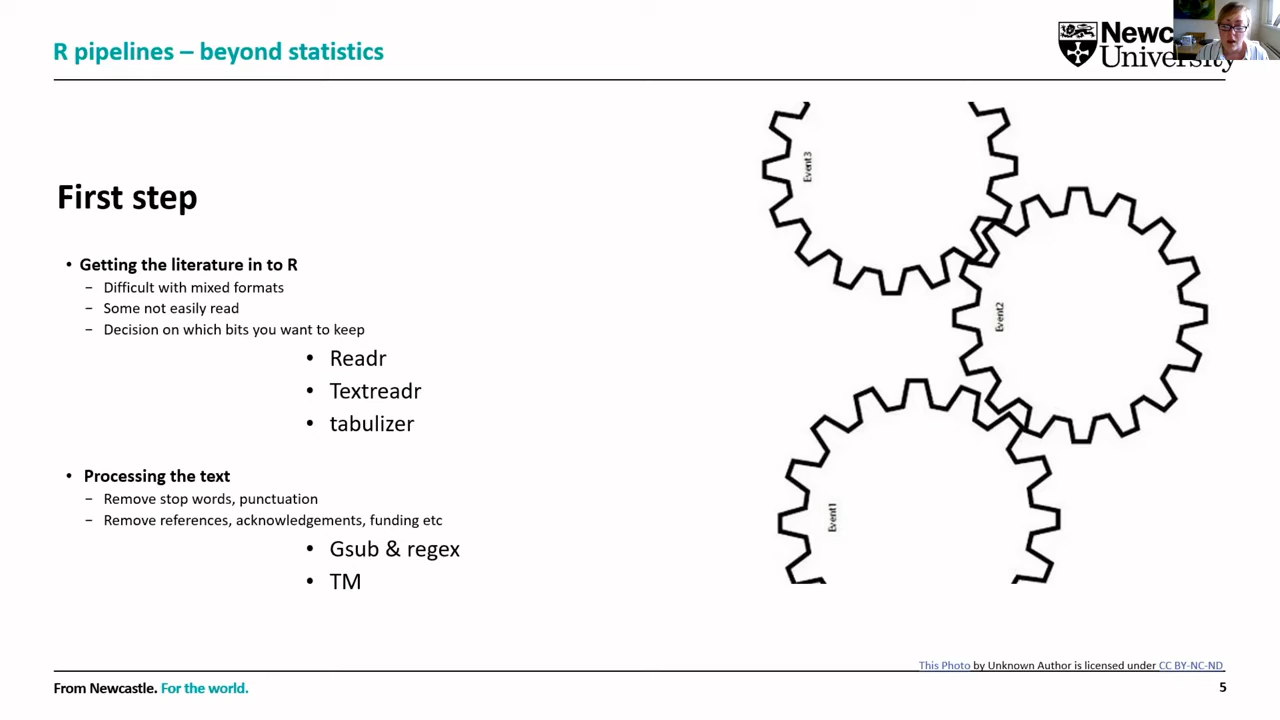 R pipelines – beyond statistics
Newc
University
First step
• Getting the literature in to R
− Difficult with mixed formats
− Some not easily read
− Decision on which bits you want to keep
• Readr
• Textreadr
• tabulizer
• Processing the text
− Remove stop words, punctuation
− Remove references, acknowledgements, funding etc
• Gsub & regex
• TM
Event3
Event2
Event1
This Photo by Unknown Author is licensed under CC BY-NC-ND
From Newcastle. For the world.
5